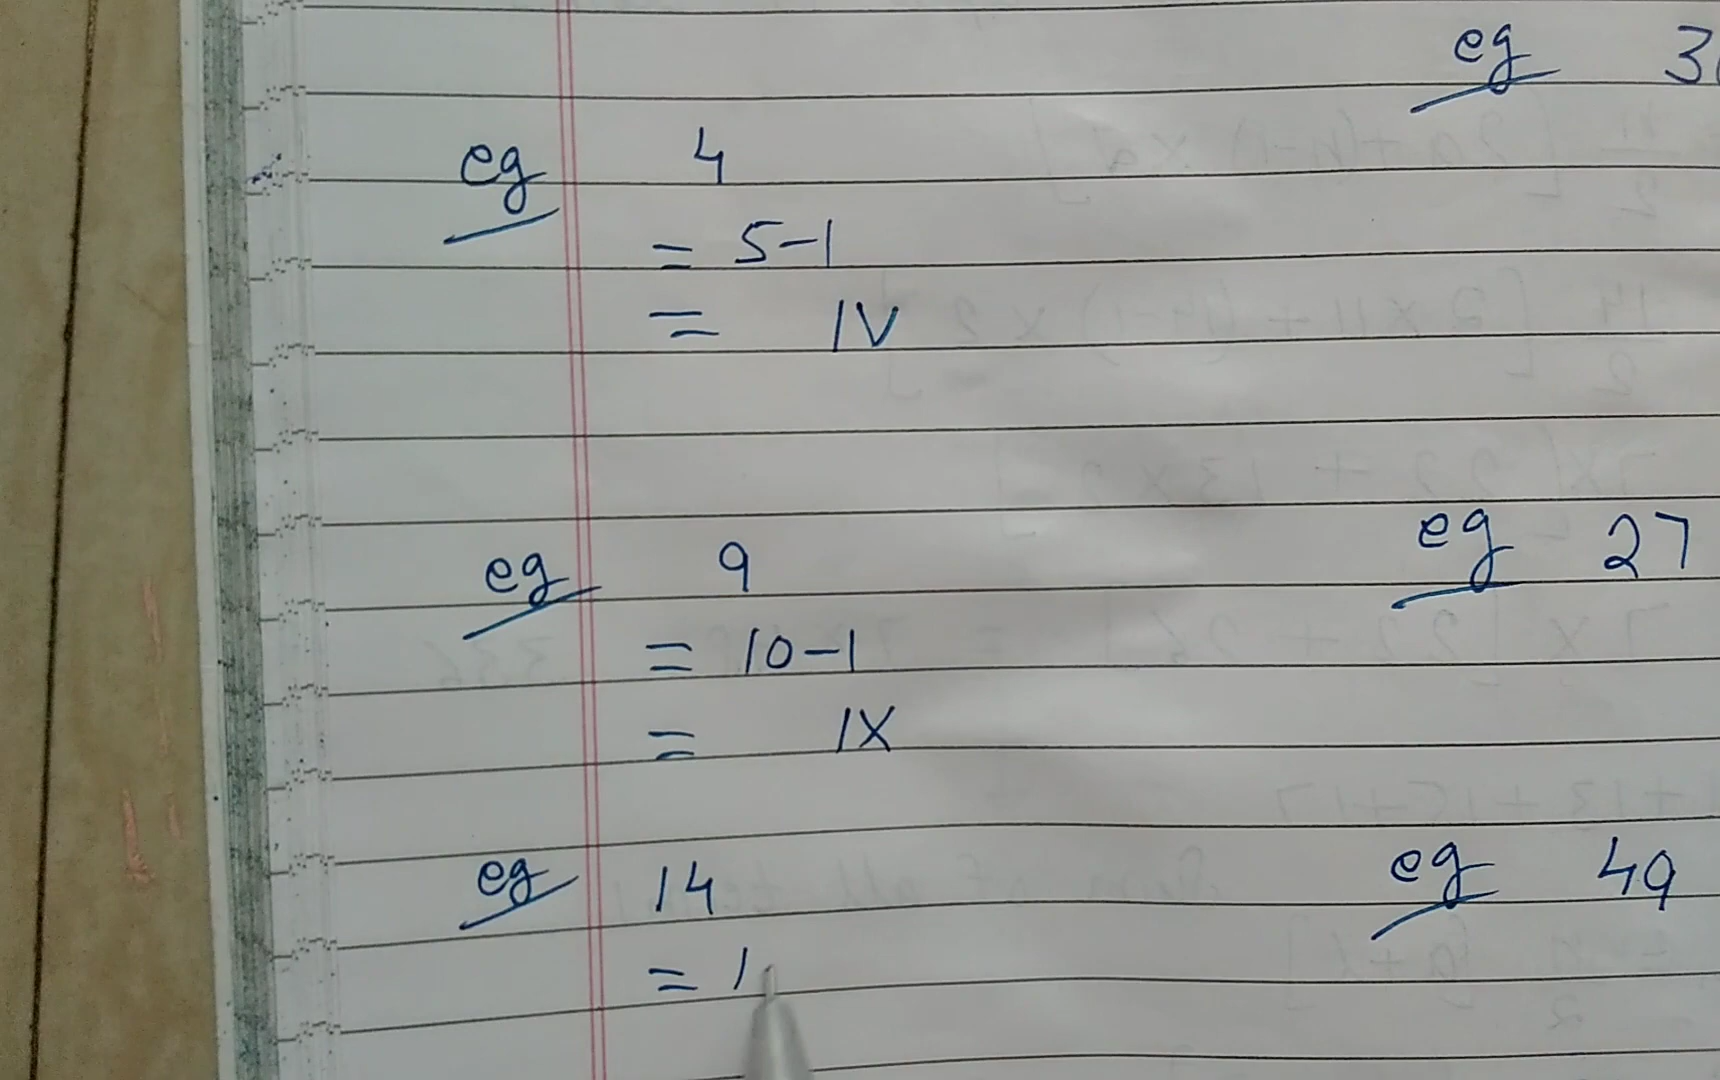 eg 4
= 5-1
= IV
eg 9
= 10-1
= IX
eg 14
= 1
eg 3
eg 27
eg 49